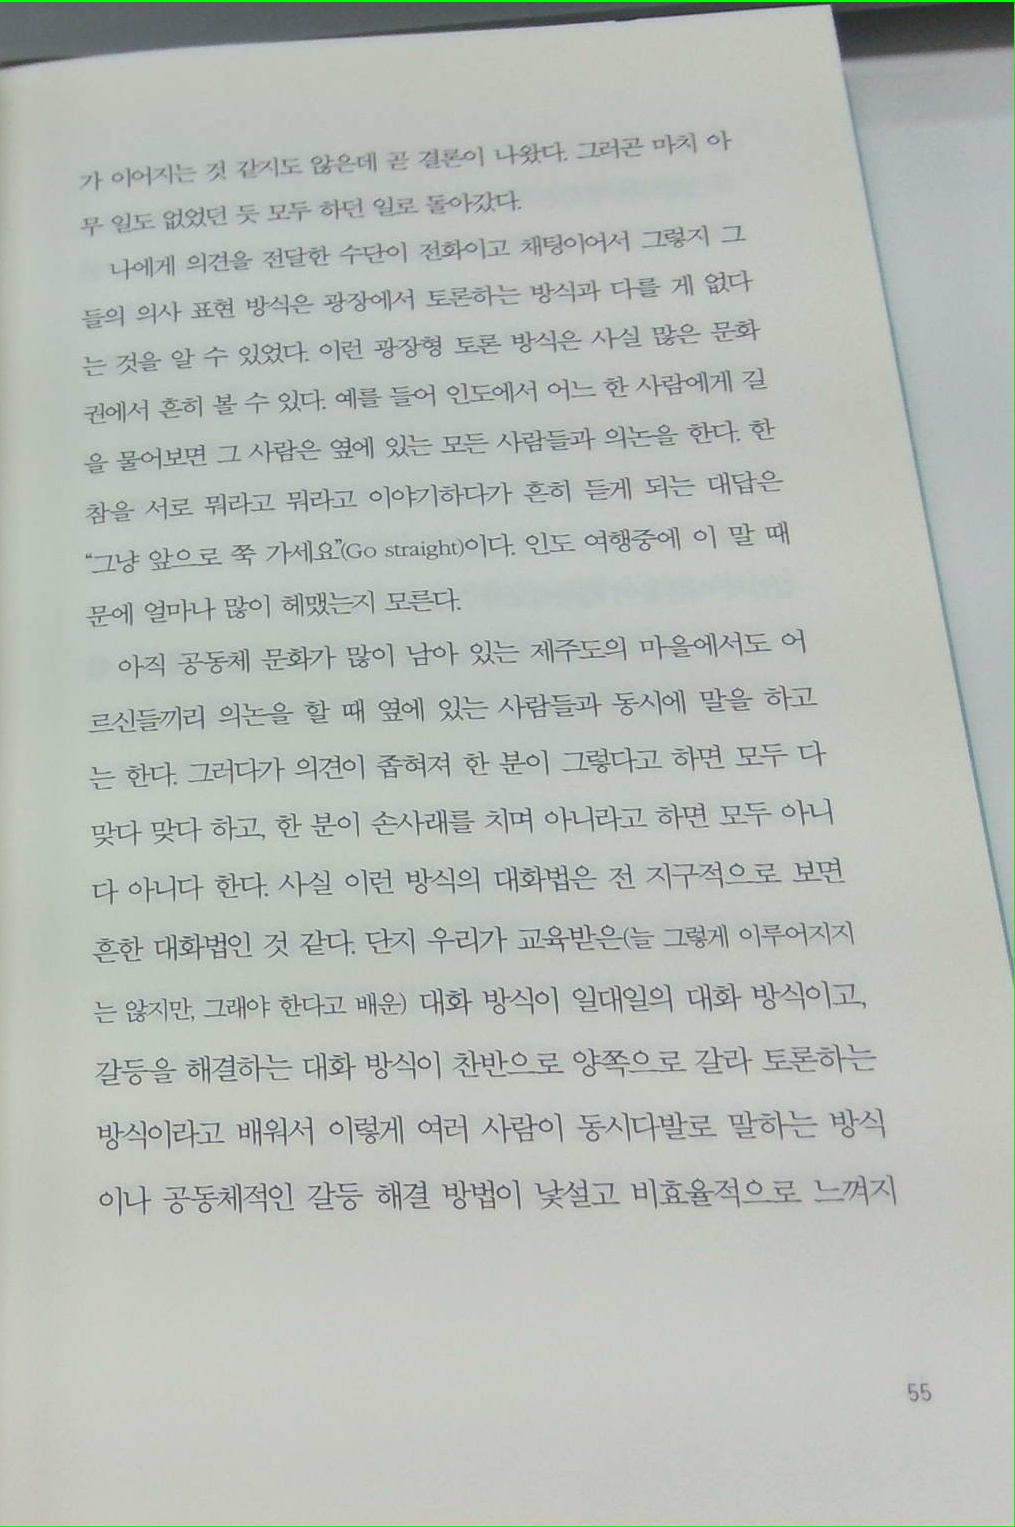 가 이어지는 것 같지도 않은데 곧 결론이 나왔다. 그러곤 마치 아
무 일도 없었던 듯 모두 하던 일로 돌아갔다.
나에게 의견을 전달한 수단이 전화이고 채팅이어서 그렇지 그
들의 의사 표현 방식은 광장에서 토론하는 방식과 다를 게 없다
는 것을 알 수 있었다. 이런 광장형 토론 방식은 사실 많은 문화
권에서 흔히 볼 수 있다. 예를 들어 인도에서 어느 한 사람에게 길
을 물어보면 그 사람은 옆에 있는 모든 사람들과 의논을 한다. 한
참을 서로 뭐라고 뭐라고 이야기하다가 흔히 듣게 되는 대답은
“그냥 앞으로 쭉 가세요”(Go straight)이다. 인도 여행중에 이 말 때
문에 얼마나 많이 헤맸는지 모른다.
아직 공동체 문화가 많이 남아 있는 제주도의 마을에서도 어
르신들끼리 의논을 할 때 옆에 있는 사람들과 동시에 말을 하고
는 한다. 그러다가 의견이 좁혀져 한 분이 그렇다고 하면 모두 다
맞다 맞다 하고, 한 분이 손사래를 치며 아니라고 하면 모두 아니
다 아니다 한다. 사실 이런 방식의 대화법은 전 지구적으로 보면
흔한 대화법인 것 같다. 단지 우리가 교육받은(늘 그렇게 이루어지지
는 않지만, 그래야 한다고 배운) 대화 방식이 일대일의 대화 방식이고,
갈등을 해결하는 대화 방식이 찬반으로 양쪽으로 갈라 토론하는
방식이라고 배워서 이렇게 여러 사람이 동시다발로 말하는 방식
이나 공동체적인 갈등 해결 방법이 낯설고 비효율적으로 느껴지
55